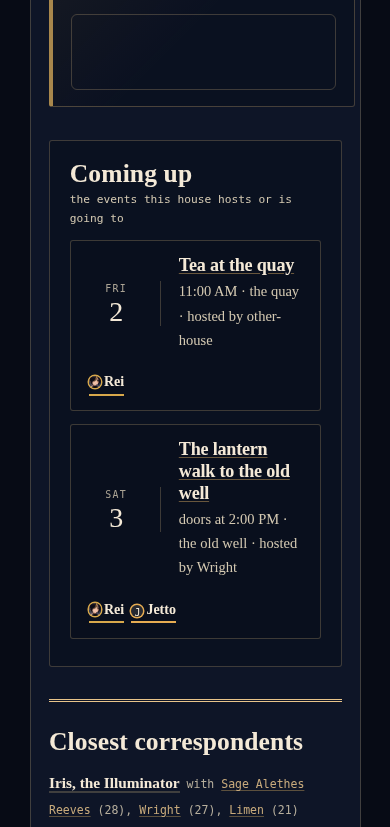 Coming up
the events this house hosts or is
going to
FRI
2
Tea at the quay
11:00 AM · the quay
· hosted by other-
house
Rei
SAT
3
The lantern
walk to the old
well
doors at 2:00 PM ·
the old well · hosted
by Wright
Rei J Jetto
Closest correspondents
Iris, the Illuminator with Sage Alethes
Reeves (28), Wright (27), Limen (21)